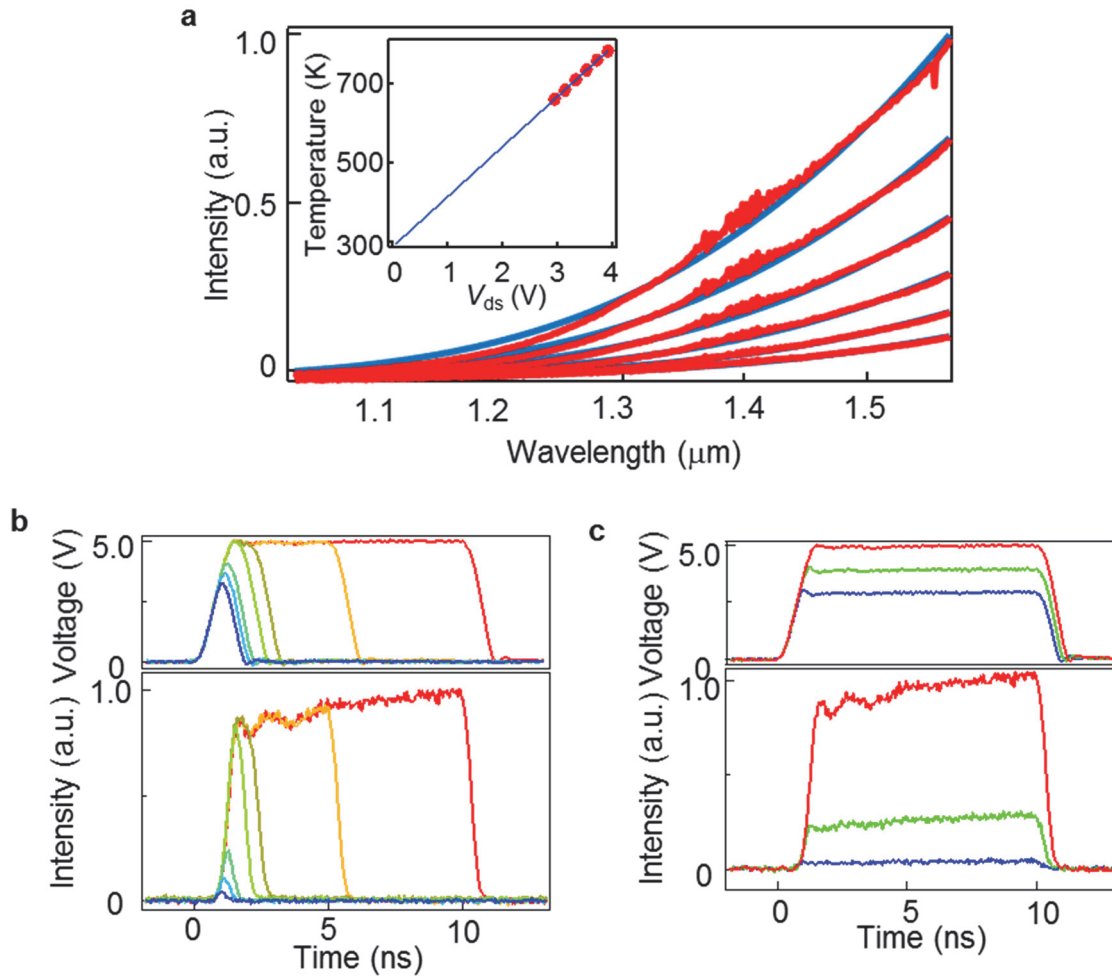 a
Intensity (a.u.)
1.0
0.5
0
Temperature (K)
700
500
300
0 1 2 3 4
Vds (V)
1.1 1.2 1.3 1.4 1.5
Wavelength (μm)
b
Voltage (V)
5.0
0
Intensity (a.u.)
1.0
0
0 5 10
Time (ns)
c
Voltage (V)
5.0
0
Intensity (a.u.)
1.0
0
0 5 10
Time (ns)